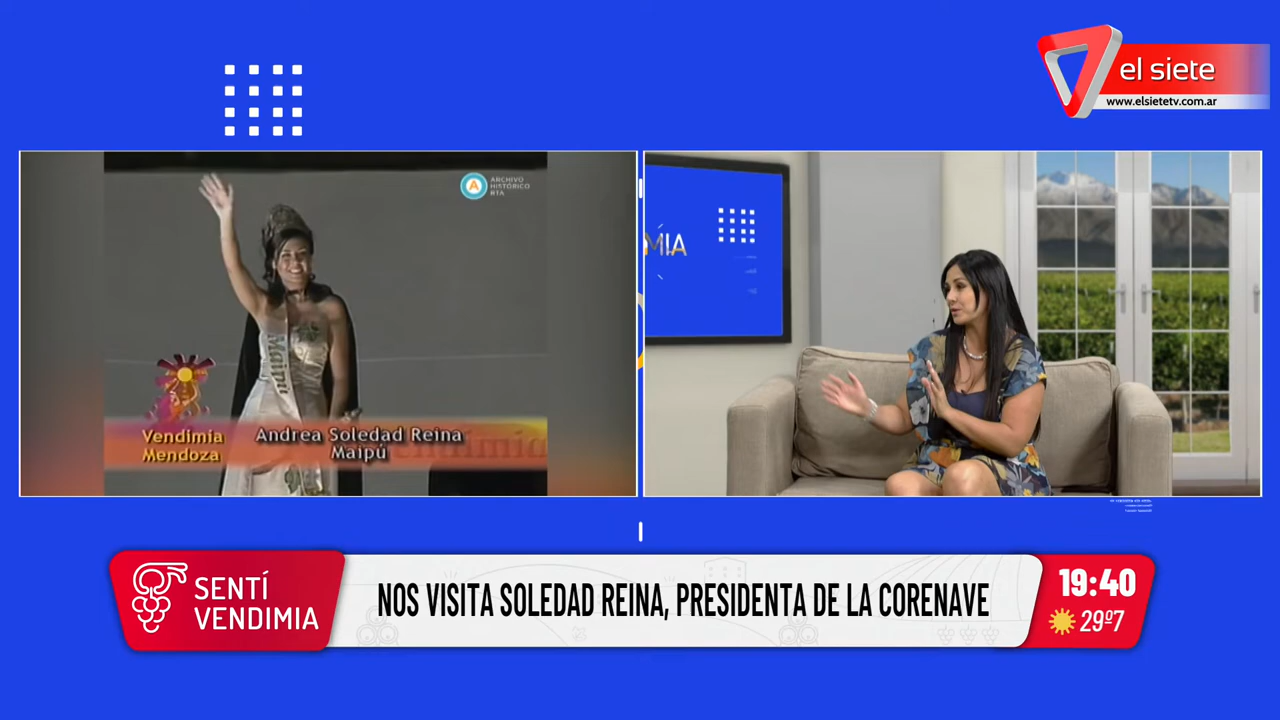 el siete
www.elsietetv.com.ar
ARCHIVO
HISTÓRICO
RTA
MIA
Maipú
Vendimia
Mendoza
Andrea Soledad Reina
Maipú
SENTÍ
VENDIMIA
NOS VISITA SOLEDAD REINA, PRESIDENTA DE LA CORENAVE
19:40
29º7